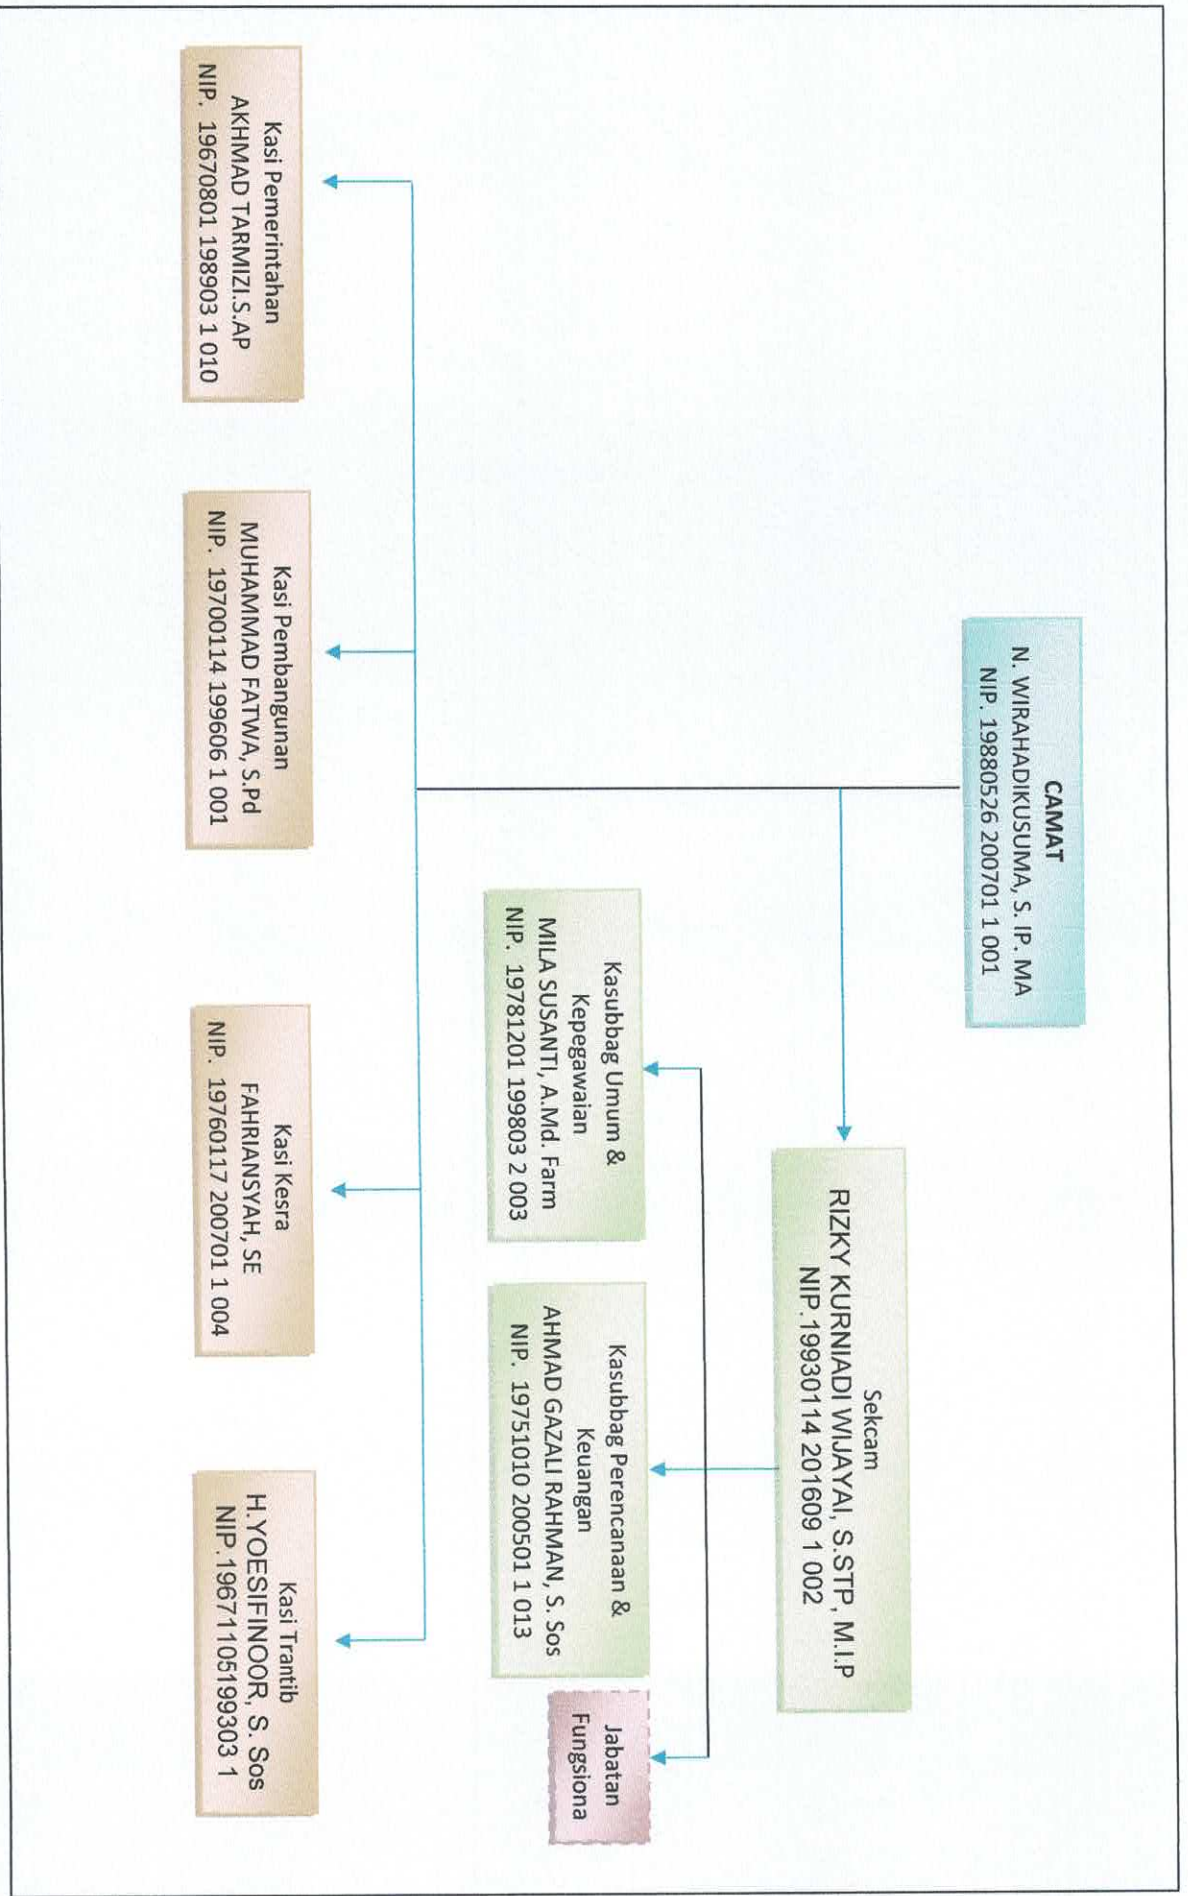 CAMAT
N. WIRAHADIKUSUMA, S. IP. MA
NIP. 19880526 200701 1 001
Sekcam
RIZKY KURNIADI WIJAYAI, S.STP, M.I.P
NIP.19930114 201609 1 002
Kasubbag Umum &
Kepegawaian
MILA SUSANTI, A.Md. Farm
NIP. 19781201 199803 2 003
Kasubbag Perencanaan &
Keuangan
AHMAD GAZALI RAHMAN, S. Sos
NIP. 19751010 200501 1 013
Jabatan
Fungsiona
Kasi Pemerintahan
AKHMAD TARMIZI.S.AP
NIP. 19670801 198903 1 010
Kasi Pembangunan
MUHAMMAD FATWA, S.Pd
NIP. 19700114 199606 1 001
Kasi Kesra
FAHRIANSYAH, SE
NIP. 19760117 200701 1 004
Kasi Trantib
H.YOESIFINOOR, S. Sos
NIP.19671105199303 1